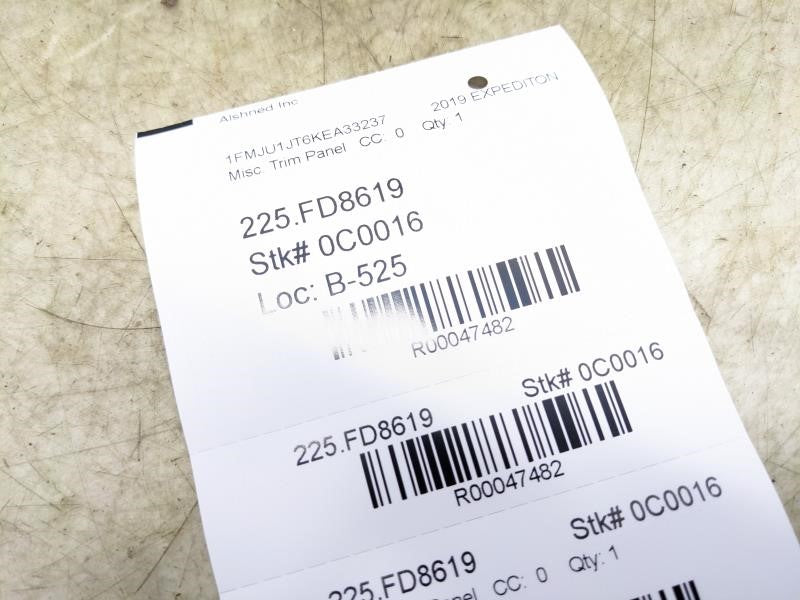 Alshned Inc
1FMJU1JT6KEA33237 2019 EXPEDITON
Misc. Trim Panel CC: 0 Qty: 1
225.FD8619
Stk# 0C0016
Loc: B-525
R00047482
225.FD8619 Stk# 0C0016
R00047482
225.FD8619 Stk# 0C0016
CC: 0 Qty: 1